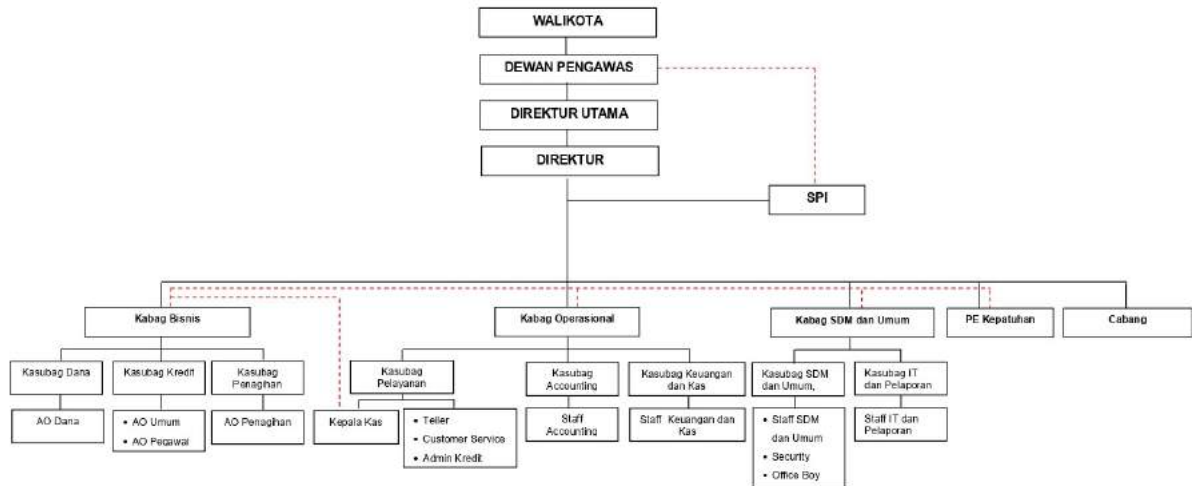 WALIKOTA
DEWAN PENGAWAS
DIREKTUR UTAMA
DIREKTUR
SPI
Kabag Bisnis
Kabag Operasional
Kabag SDM dan Umum
PE Kepatuhan
Cabang
Kasubag Dana
Kasubag Kredit
Kasubag
Penagihan
Kasubag
Pelayanan
Kasubag
Accounting
Kasubag Keuangan
dan Kas
Kasubag SDM
dan Umum,
Kasubag IT
dan Pelaporan
AO Dana
• AO Umum
• AO Pegawai
AO Penagihan
Kepala Kas
• Teller
• Customer Service
• Admin Kredit
Staff
Accounting
Staff Keuangan dan
Kas
• Staff SDM
dan Umum
• Security
• Office Boy
Staff IT dan
Pelaporan